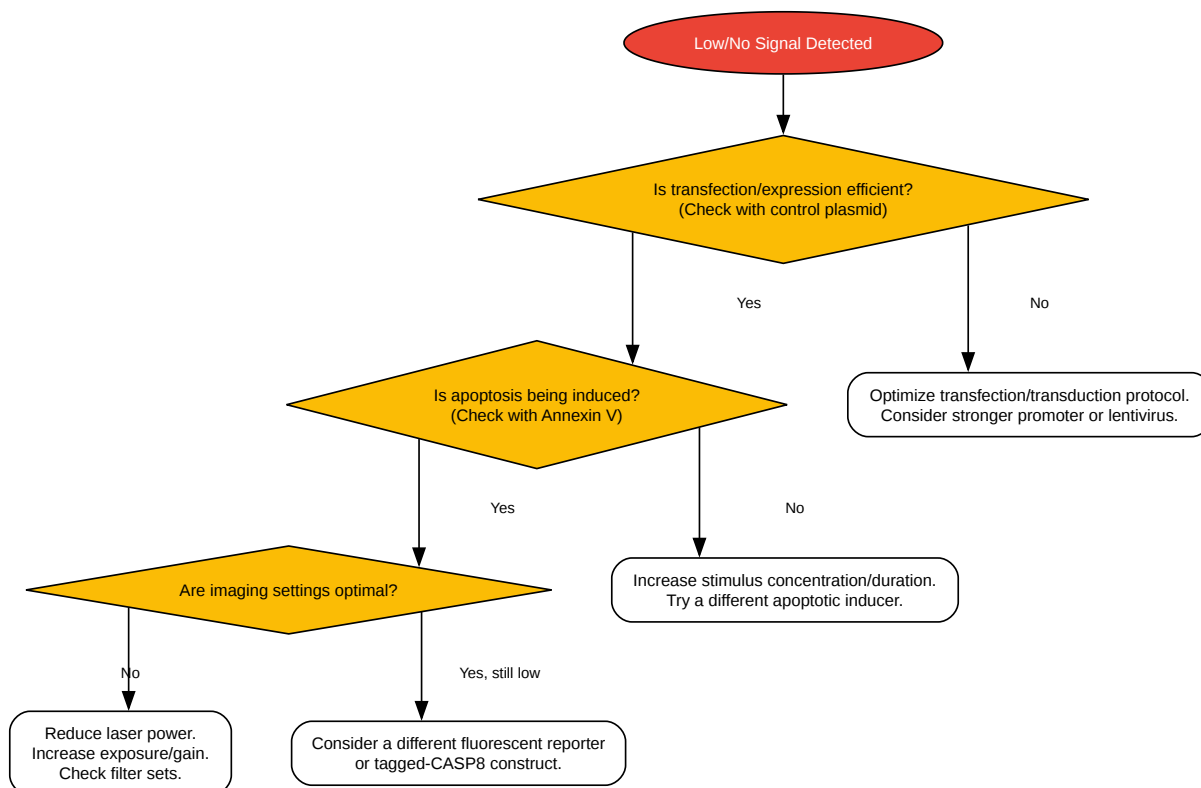 Low/No Signal Detected
Is transfection/expression efficient?
(Check with control plasmid)
Yes
No
Is apoptosis being induced?
(Check with Annexin V)
Optimize transfection/transduction protocol.
Consider stronger promoter or lentivirus.
Yes
No
Are imaging settings optimal?
Increase stimulus concentration/duration.
Try a different apoptotic inducer.
No
Yes, still low
Reduce laser power.
Increase exposure/gain.
Check filter sets.
Consider a different fluorescent reporter
or tagged-CASP8 construct.